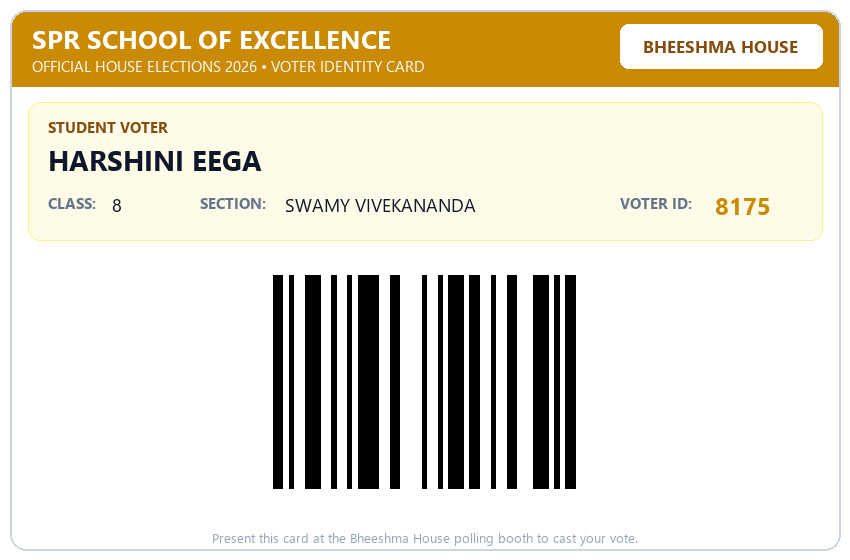 SPR SCHOOL OF EXCELLENCE
OFFICIAL HOUSE ELECTIONS 2026 • VOTER IDENTITY CARD
BHEESHMA HOUSE
STUDENT VOTER
HARSHINI EEGA
CLASS: 8 SECTION: SWAMY VIVEKANANDA VOTER ID: 8175
Present this card at the Bheeshma House polling booth to cast your vote.